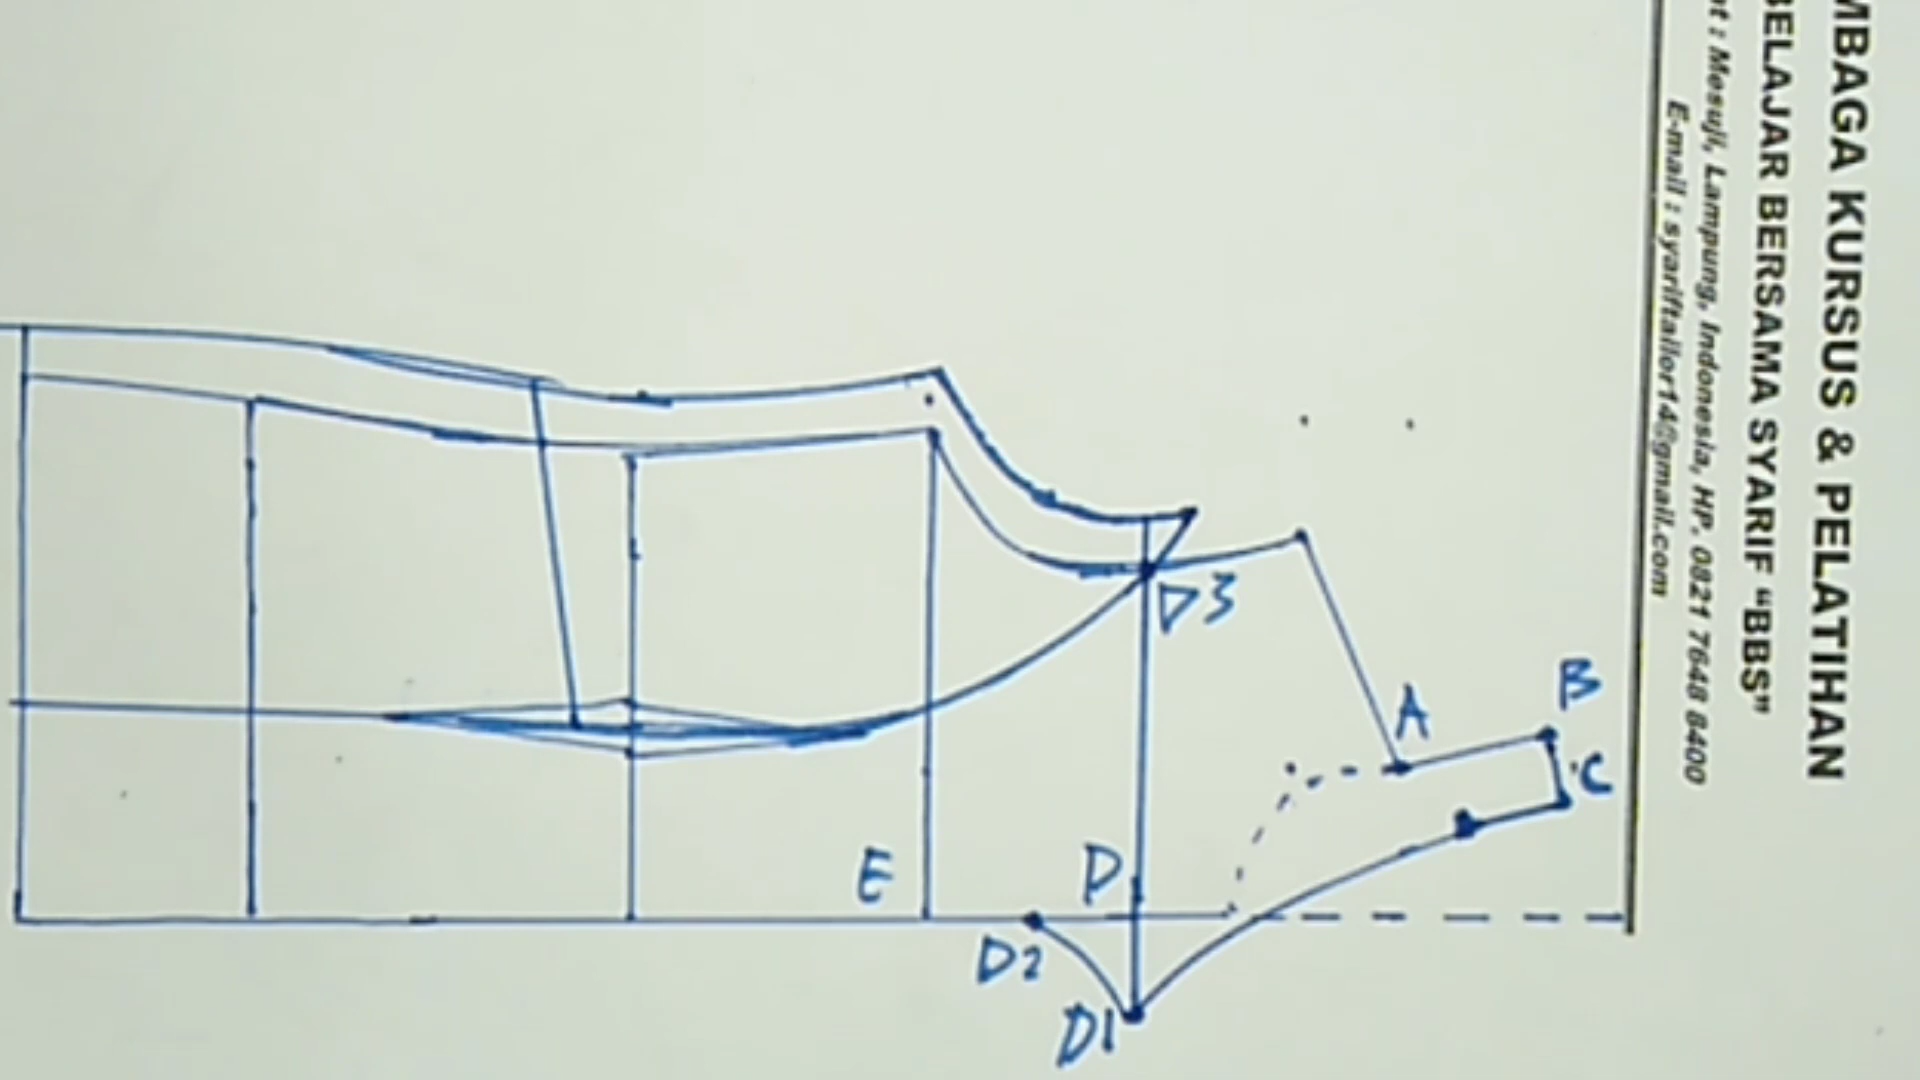 MBAGA KURSUS & PELATIHAN
BELAJAR BERSAMA SYARIF “BBS”
at : Mesuji, Lampung, Indonesia, HP. 0821 7648 8400
E-mail : syariftailor14@gmail.com
B
A
C
D3
E
D
D2
D1